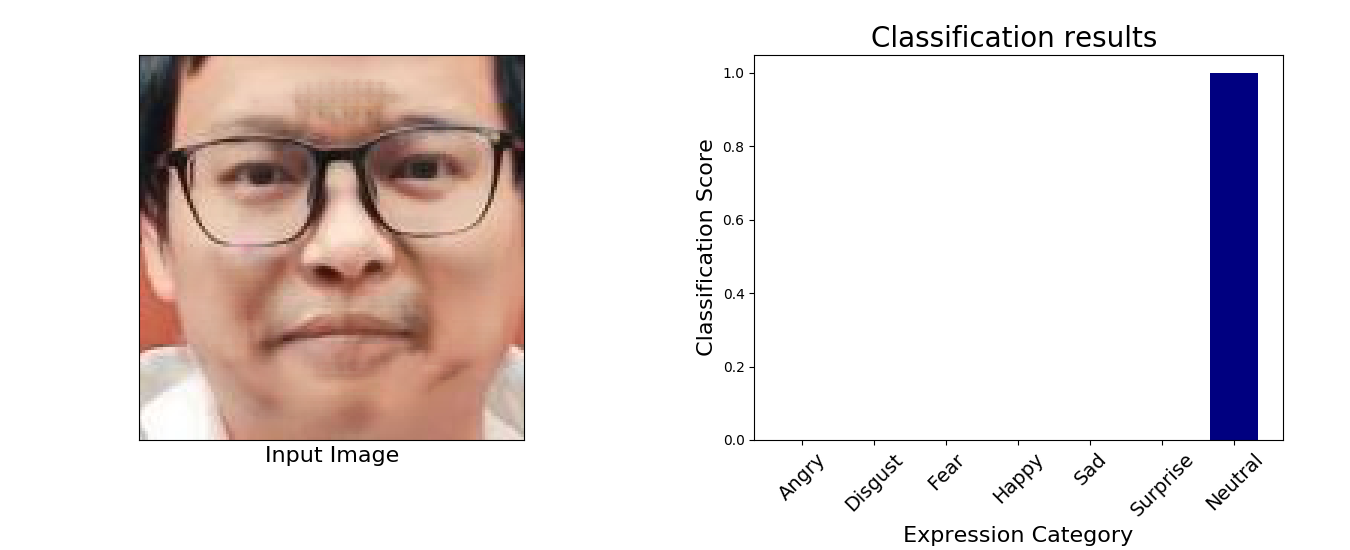 Classification results
Classification Score
1.0
0.8
0.6
0.4
0.2
0.0
Angry
Disgust
Fear
Happy
Sad
Surprise
Neutral
Expression Category
Input Image